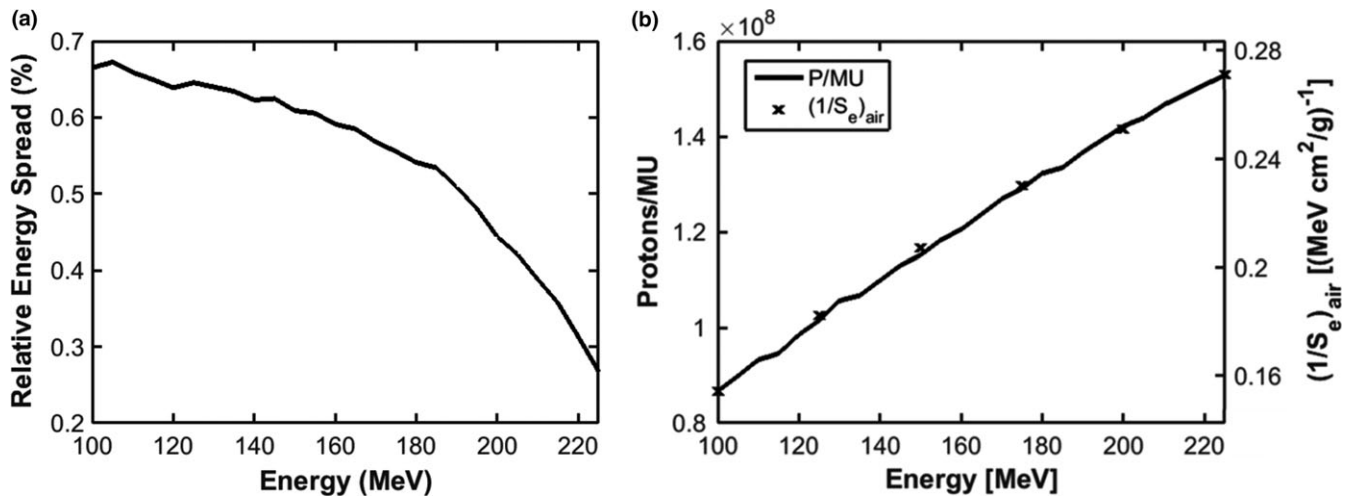 (a)
0.7
0.6
0.5
0.4
0.3
0.2
Relative Energy Spread (%)
100 120 140 160 180 200 220
Energy (MeV)
(b)
×10⁸
1.6
1.4
1.2
1
0.8
Protons/MU
P/MU
(1/Sₑ)ₐᵢᵣ
0.28
0.24
0.2
0.16
(1/Sₑ)ₐᵢᵣ [(MeV cm²/g)⁻¹
100 120 140 160 180 200 220
Energy [MeV]